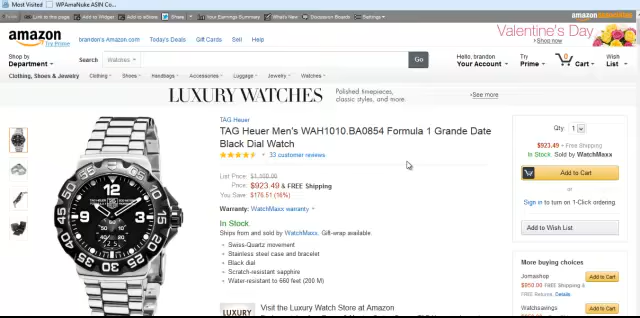 Most Visited WPAmaNuke ASIN Co...
Link to this page Add to Widget Add to aStore Share Your Earnings Summary What's New Discussion Boards Settings
amazon associates
amazon
Try Prime
brandon's Amazon.com Today's Deals Gift Cards Sell Help
Valentine's Day
Shop now
Shop by
Department
Search Watches Go
Hello, brandon
Your Account
Try
Prime
0
Cart
Wish
List
Clothing, Shoes & Jewelry Clothing Shoes Handbags Accessories Luggage Jewelry Watches
LUXURY WATCHES
Polished timepieces,
classic styles, and more.
See more
TAG Heuer
TAG Heuer Men's WAH1010.BA0854 Formula 1 Grande Date
Black Dial Watch
33 customer reviews
List Price: $1,100.00
Price: $923.49 & FREE Shipping
You Save: $176.51 (16%)
Warranty: WatchMaxx warranty
In Stock
Ships from and sold by WatchMaxx. Gift-wrap available.
Swiss-Quartz movement
Stainless steel case and bracelet
Black dial
Scratch-resistant sapphire
Water-resistant to 660 feet (200 M)
LUXURY
Visit the Luxury Watch Store at Amazon
Qty: 1
$923.49 + Free Shipping
In Stock. Sold by WatchMaxx
Add to Cart
or
Sign in to turn on 1-Click ordering
Add to Wish List
More buying choices
Jomashop
$950.00 FREE Shipping &
FREE Returns. Details
Add to Cart
Watchsavings
Add to Cart